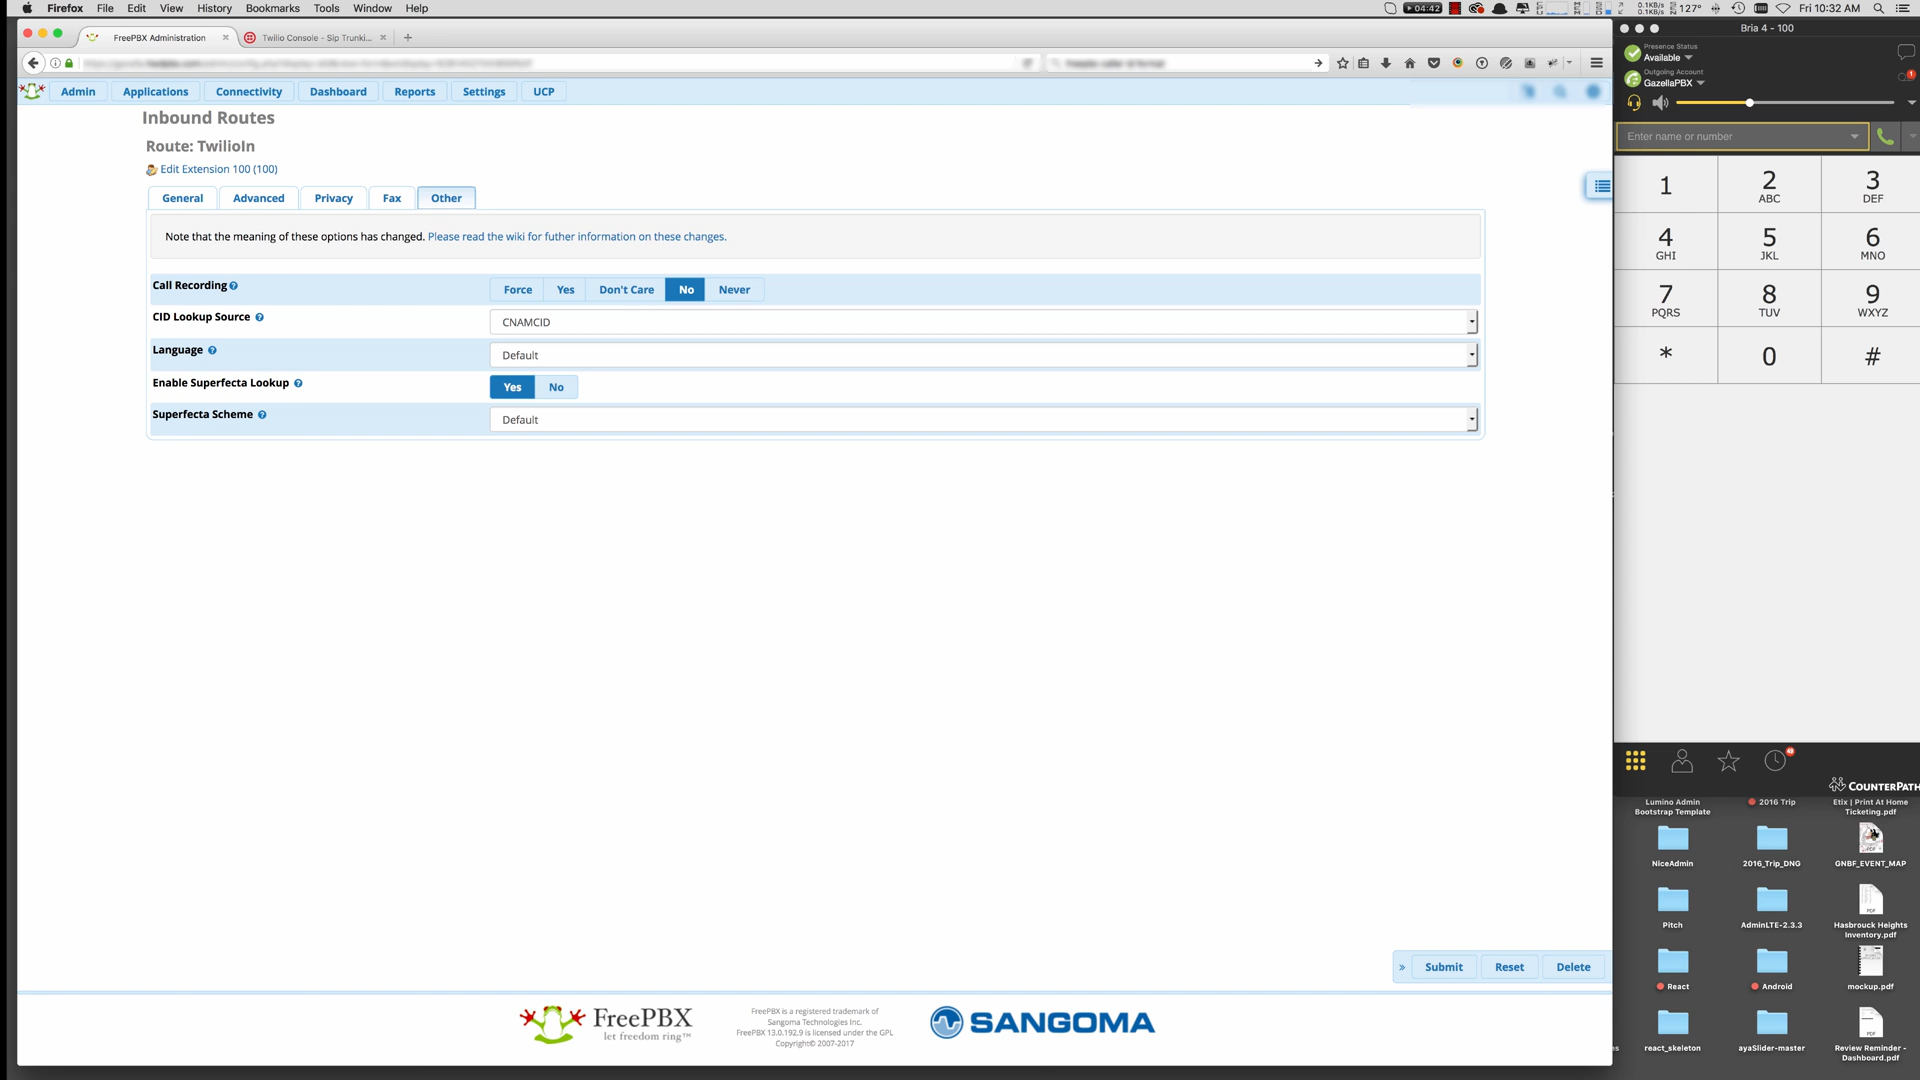 Firefox File Edit View History Bookmarks Tools Window Help
04:42 0.1KB/s 0.1KB/s 127° Fri 10:32 AM
FreePBX Administration
Twilio Console - Sip Trunki...
Admin Applications Connectivity Dashboard Reports Settings UCP
Inbound Routes
Route: TwilioIn
Edit Extension 100 (100)
General Advanced Privacy Fax Other
Note that the meaning of these options has changed. Please read the wiki for futher information on these changes.
Call Recording
Force Yes Don't Care No Never
CID Lookup Source
CNAMCID
Language
Default
Enable Superfecta Lookup
Yes No
Superfecta Scheme
Default
» Submit Reset Delete
FreePBX
let freedom ring™
FreePBX is a registered trademark of
Sangoma Technologies Inc.
FreePBX 13.0.192.9 is licensed under the GPL
Copyright© 2007-2017
SANGOMA
Bria 4 - 100
Presence Status
Available
Outgoing Account
GazellaPBX
1
Enter name or number
1 2 3
ABC DEF
4 5 6
GHI JKL MNO
7 8 9
PQRS TUV WXYZ
* 0 #
COUNTERPATH
Lumino Admin
Bootstrap Template
2016 Trip
Etix | Print At Home
Ticketing.pdf
NiceAdmin
2016_Trip_DNG
GNBF_EVENT_MAP
Pitch
AdminLTE-2.3.3
Hasbrouck Heights
Inventory.pdf
React
Android
mockup.pdf
react_skeleton
ayaSlider-master
Review Reminder -
Dashboard.pdf